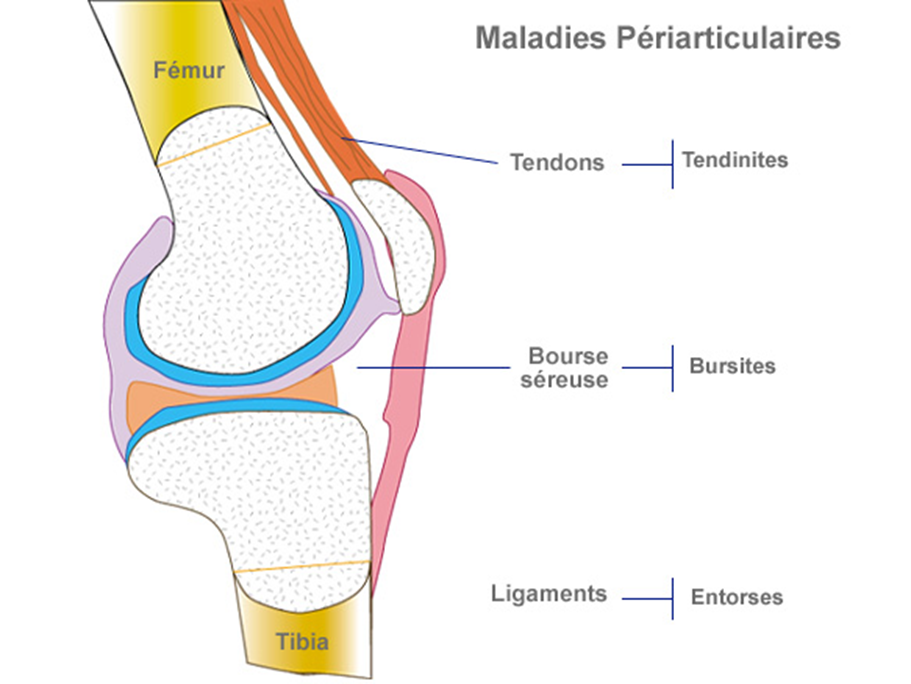 Maladies Périarticulaires
Fémur
Tendons
Tendinites
Bourse
séreuse
Bursites
Ligaments
Entorses
Tibia